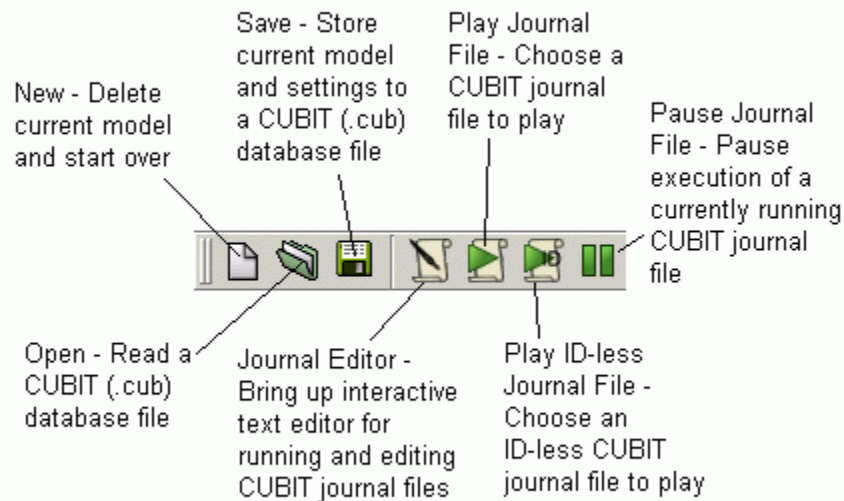 New - Delete
current model
and start over
Save - Store
current model
and settings to
a CUBIT (.cub)
database file
Play Journal
File - Choose a
CUBIT journal
file to play
Pause Journal
File - Pause
execution of a
currently running
CUBIT journal
file
Open - Read a
CUBIT (.cub)
database file
Journal Editor -
Bring up interactive
text editor for
running and editing
CUBIT journal files
Play ID-less
Journal File -
Choose an
ID-less CUBIT
journal file to play